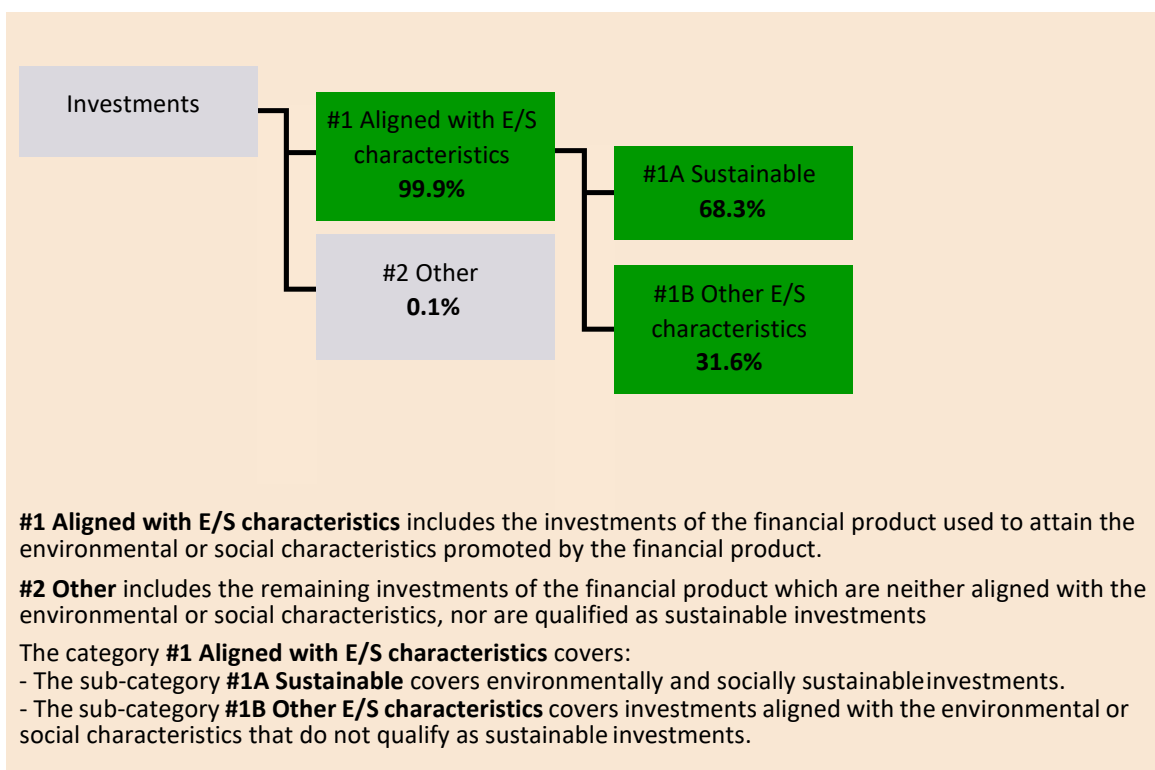 Investments
#1 Aligned with E/S
characteristics
99.9%
#2 Other
0.1%
#1A Sustainable
68.3%
#1B Other E/S
characteristics
31.6%
#1 Aligned with E/S characteristics includes the investments of the financial product used to attain the
environmental or social characteristics promoted by the financial product.
#2 Other includes the remaining investments of the financial product which are neither aligned with the
environmental or social characteristics, nor are qualified as sustainable investments
The category #1 Aligned with E/S characteristics covers:
- The sub-category #1A Sustainable covers environmentally and socially sustainable investments.
- The sub-category #1B Other E/S characteristics covers investments aligned with the environmental or
social characteristics that do not qualify as sustainable investments.